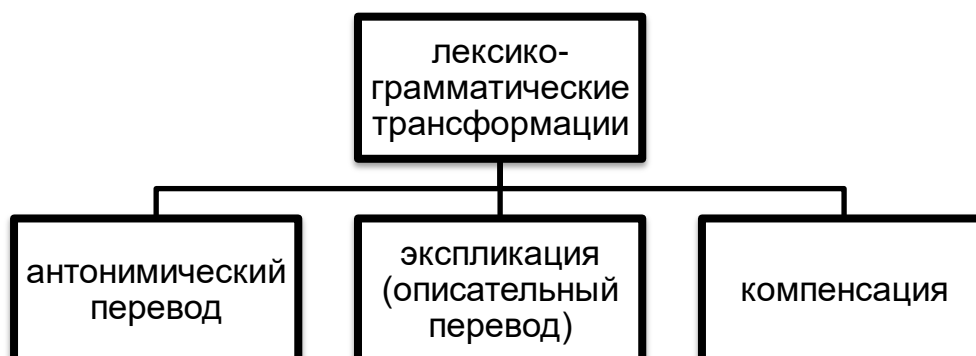 лексико-
грамматические
трансформации
антонимический
перевод
экспликация
(описательный
перевод)
компенсация